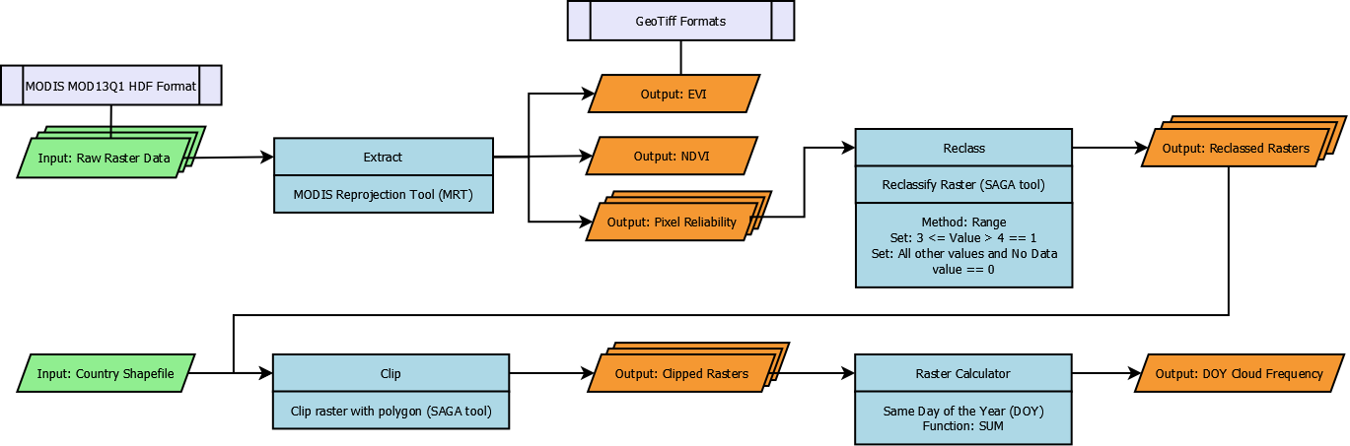 GeoTiff Formats
MODIS MOD13Q1 HDF Format
Output: EVI
Input: Raw Raster Data
Extract
MODIS Reprojection Tool (MRT)
Output: NDVI
Output: Pixel Reliability
Reclass
Reclassify Raster (SAGA tool)
Method: Range
Set: 3 <= Value > 4 == 1
Set: All other values and No Data
value == 0
Output: Reclassed Rasters
Input: Country Shapefile
Clip
Clip raster with polygon (SAGA tool)
Output: Clipped Rasters
Raster Calculator
Same Day of the Year (DOY)
Function: SUM
Output: DOY Cloud Frequency